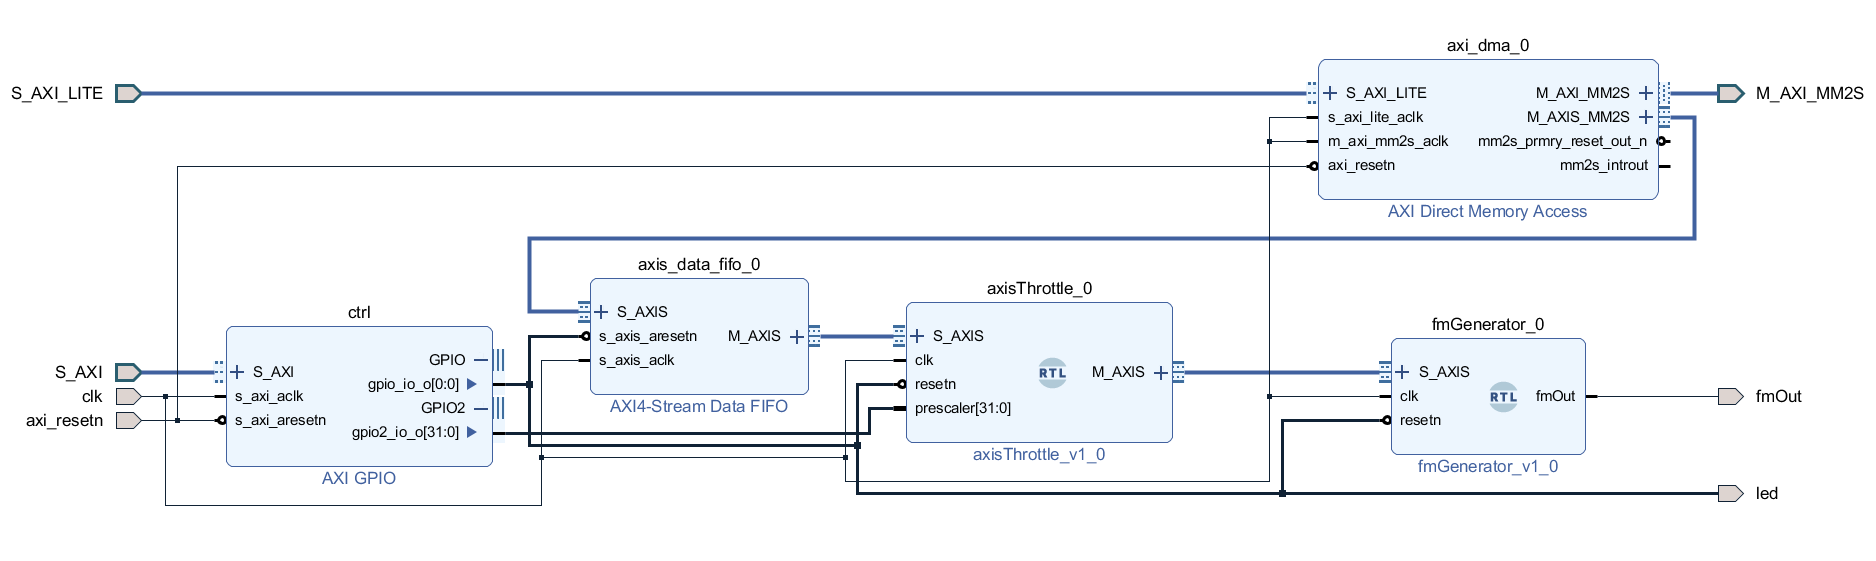 axi_dma_0
S_AXI_LITE
S_AXI_LITE
M_AXI_MM2S
M_AXI_MM2S
s_axi_lite_aclk
M_AXIS_MM2S
m_axi_mm2s_aclk
mm2s_prmry_reset_out_n
axi_resetn
mm2s_introut
AXI Direct Memory Access
axis_data_fifo_0
S_AXIS
s_axis_aresetn
M_AXIS
s_axis_aclk
AXI4-Stream Data FIFO
axisThrottle_0
S_AXIS
clk
resetn
prescaler[31:0]
RTL
M_AXIS
axisThrottle_v1_0
ctrl
S_AXI
clk
axi_resetn
S_AXI
s_axi_aclk
s_axi_aresetn
GPIO
gpio_io_o[0:0]
GPIO2
gpio2_io_o[31:0]
AXI GPIO
fmGenerator_0
S_AXIS
clk
resetn
RTL
fmOut
fmGenerator_v1_0
fmOut
led